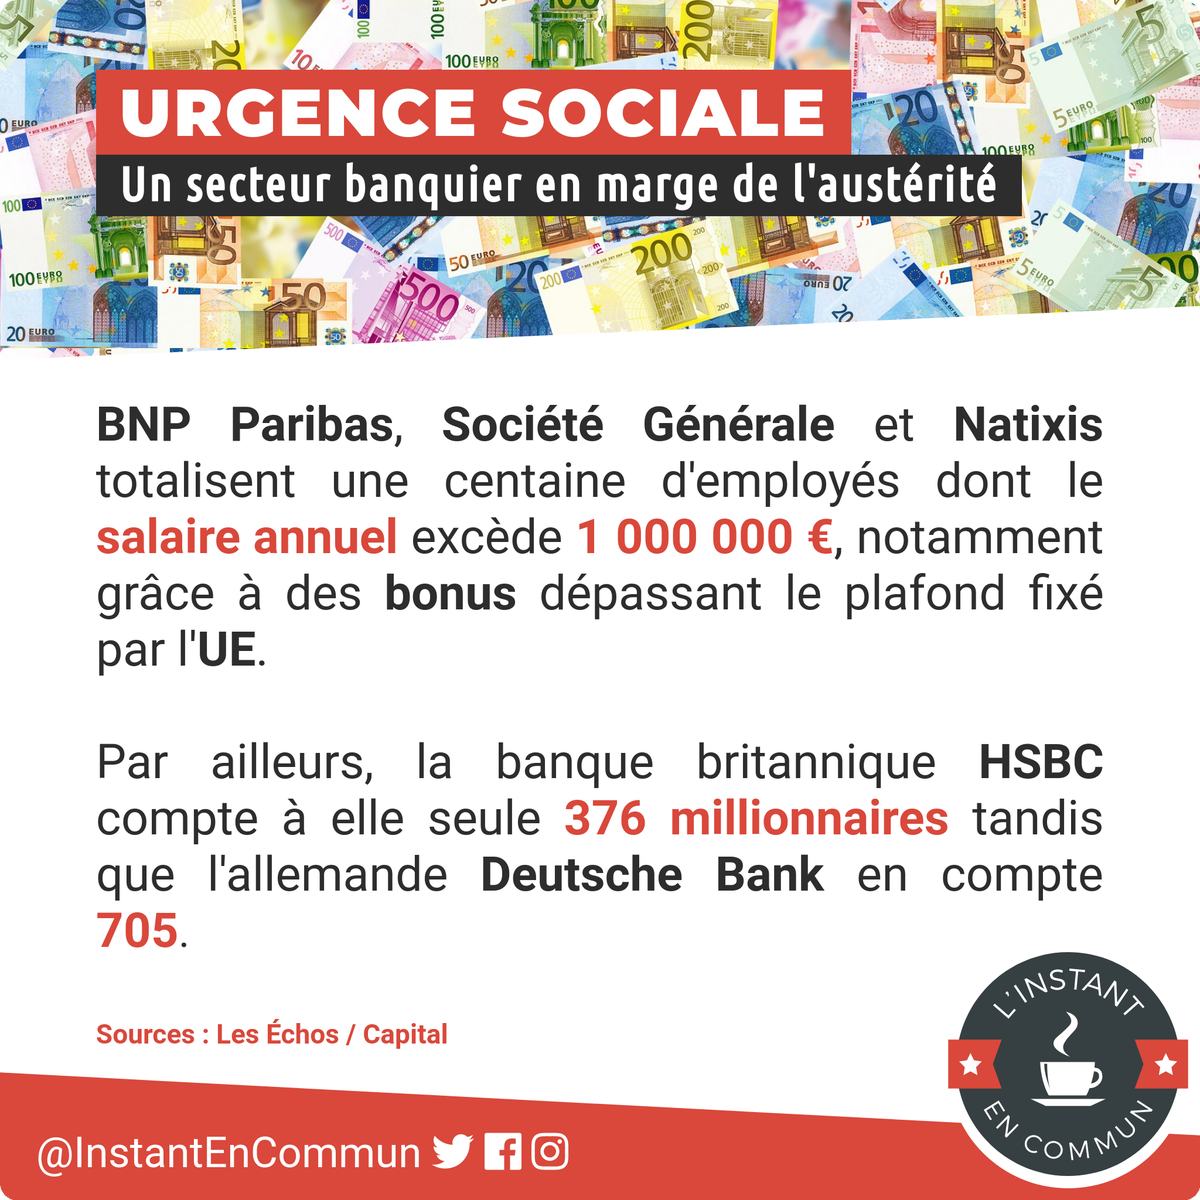 URGENCE SOCIALE
Un secteur banquier en marge de l'austérité
BNP Paribas, Société Générale et Natixis
totalisent une centaine d'employés dont le
salaire annuel excède 1 000 000 €, notamment
grâce à des bonus dépassant le plafond fixé
par l'UE.
Par ailleurs, la banque britannique HSBC
compte à elle seule 376 millionnaires tandis
que l'allemande Deutsche Bank en compte
705.
Sources : Les Échos / Capital
L'INSTANT
EN COMMUN
@InstantEnCommun